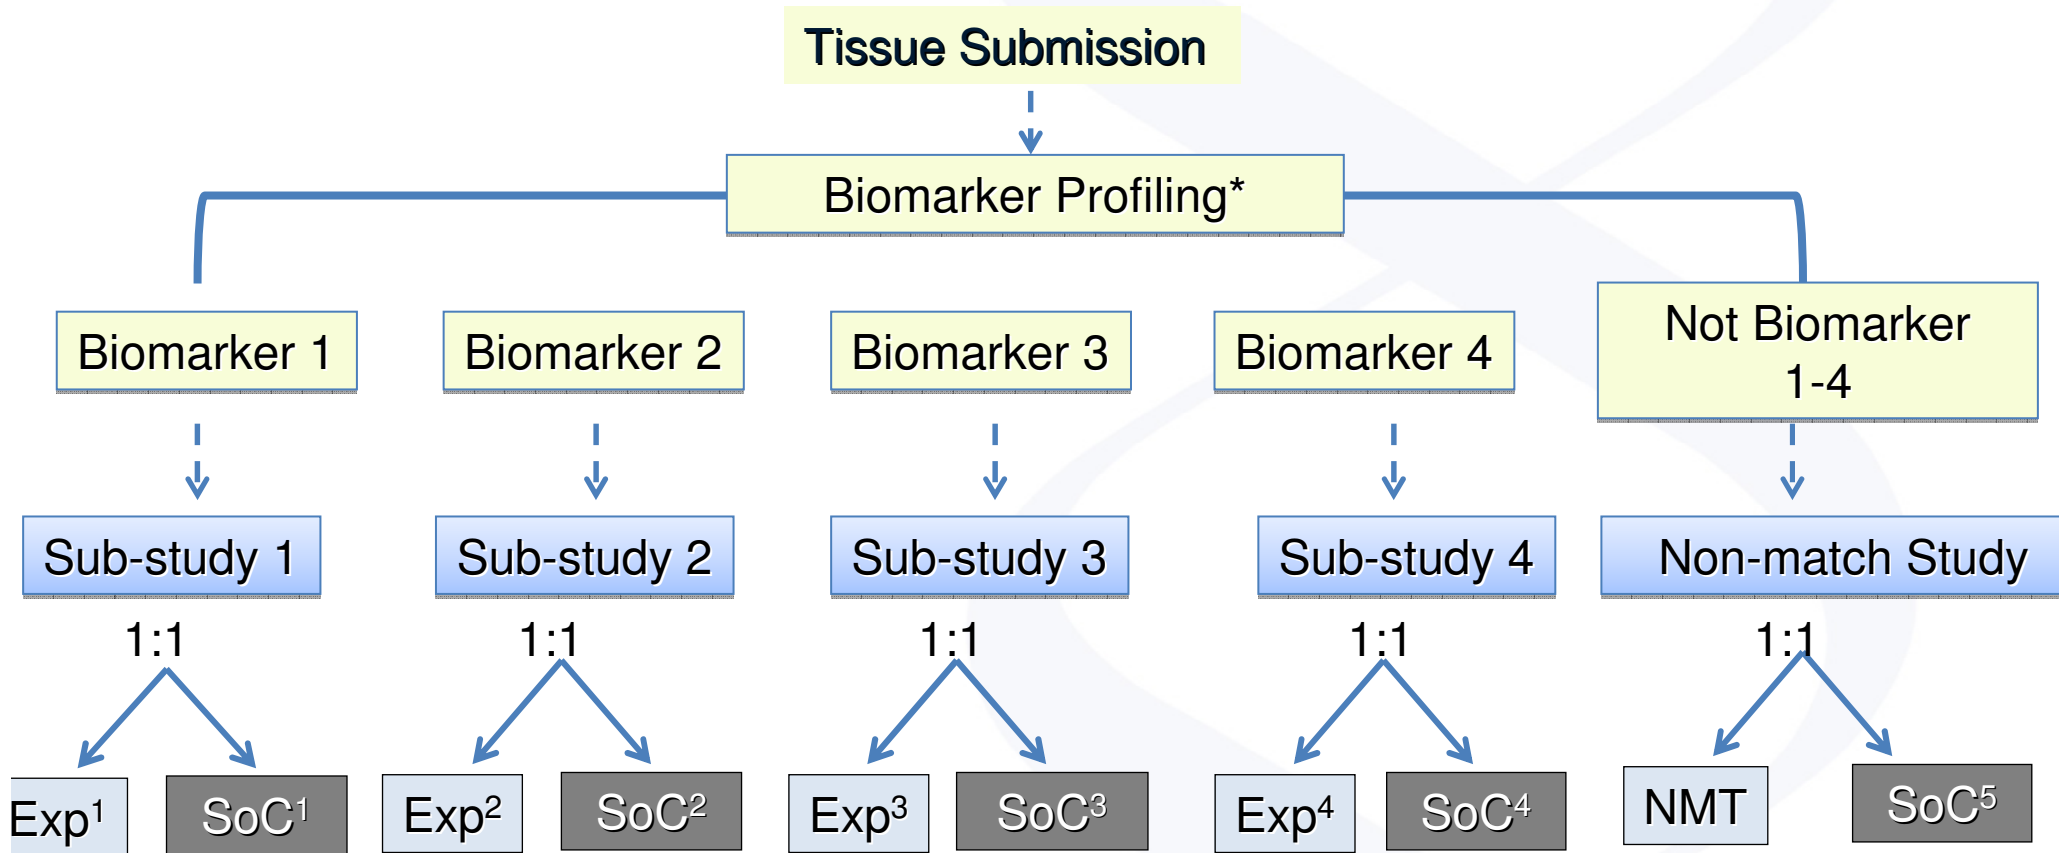 Tissue Submission
Biomarker Profiling*
Biomarker 1
Biomarker 2
Biomarker 3
Biomarker 4
Not Biomarker
1-4
Sub-study 1
Sub-study 2
Sub-study 3
Sub-study 4
Non-match Study
1:1
1:1
1:1
1:1
1:1
Exp¹
SoC¹
Exp²
SoC²
Exp³
SoC³
Exp⁴
SoC⁴
NMT
SoC⁵